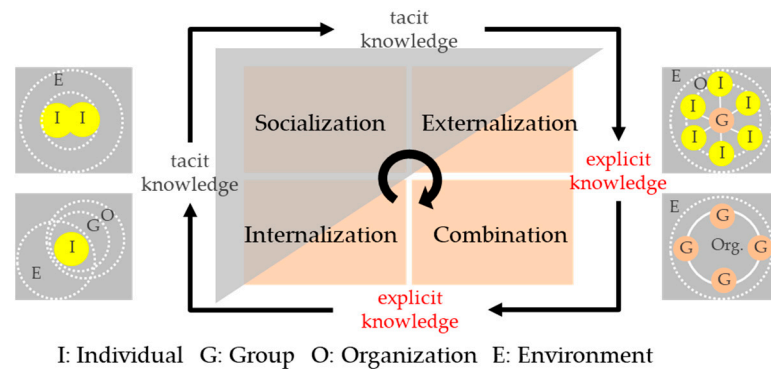 tacit
knowledge
E
I I
E
O
I
I
I
G
I
I
I
Socialization
Externalization
tacit
knowledge
explicit
knowledge
G
O
I
E
Internalization
Combination
E
G
G
Org.
G
G
explicit
knowledge
I: Individual G: Group O: Organization E: Environment